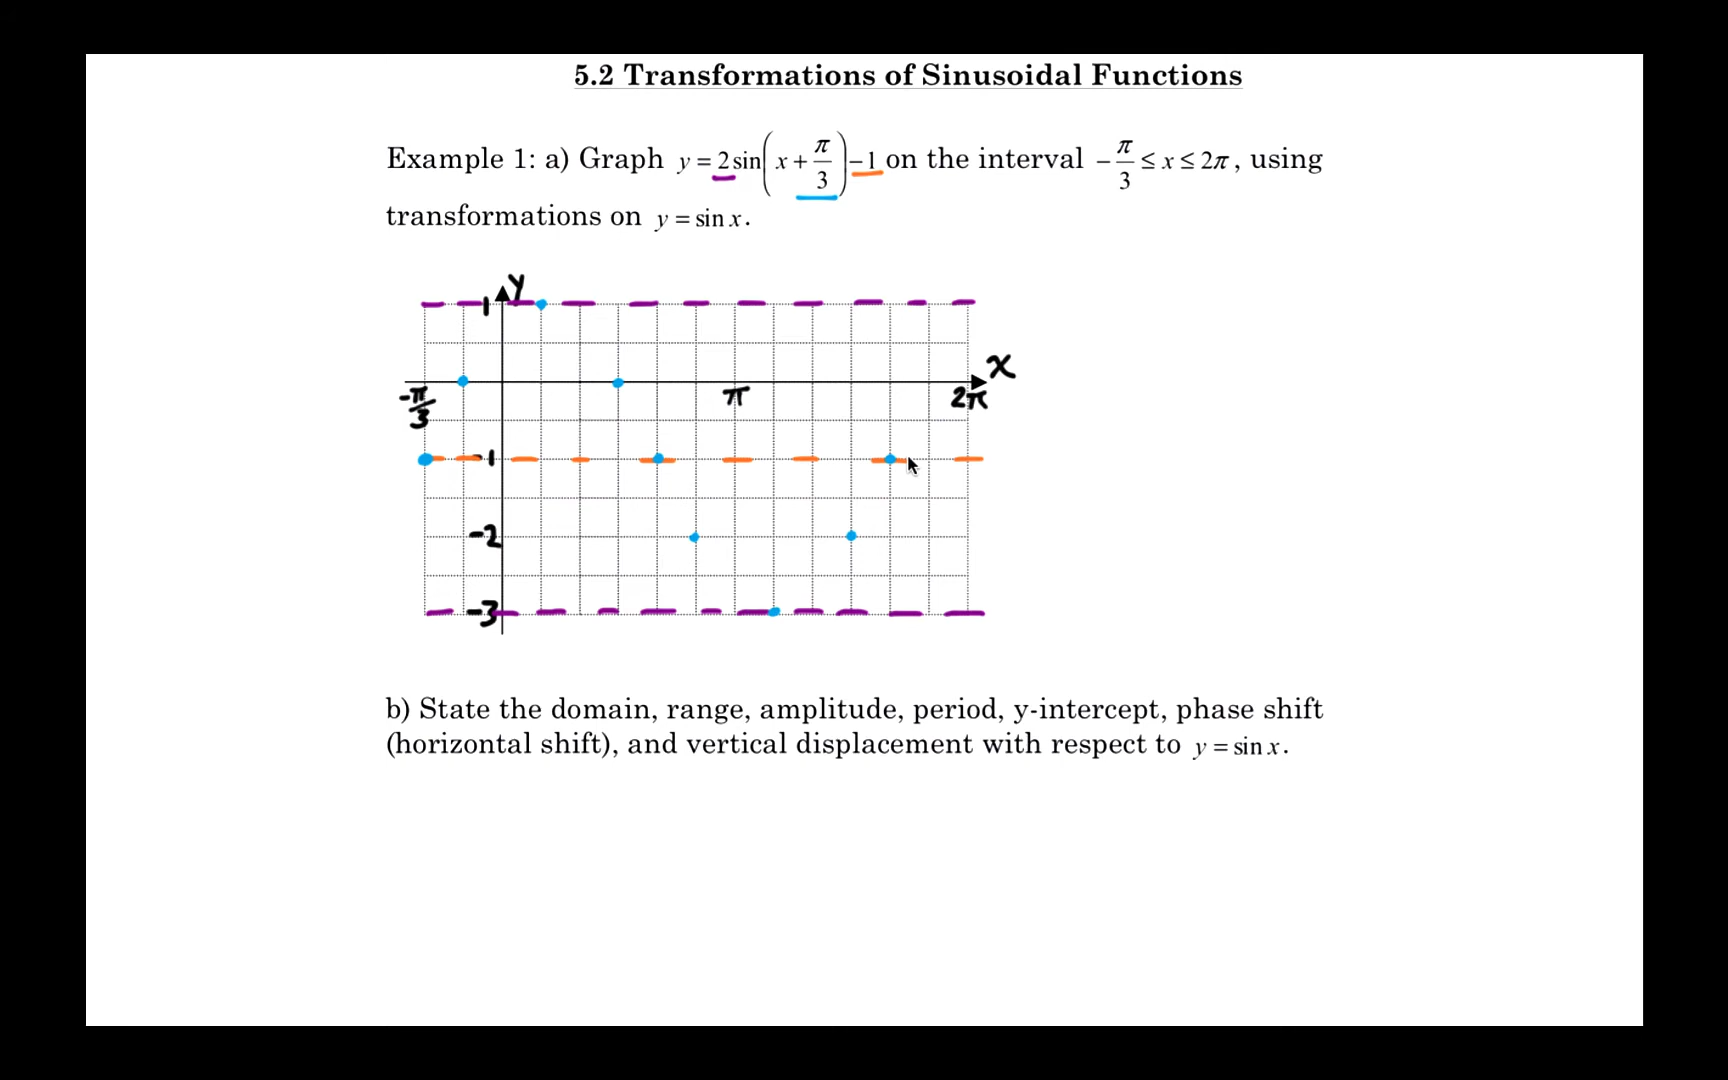 5.2 Transformations of Sinusoidal Functions
Example 1: a) Graph y = 2 sin(x + π/3) − 1 on the interval −π/3 ≤ x ≤ 2π, using
transformations on y = sin x.
y
1
x
-π/3
π
2π
-1
-2
-3
b) State the domain, range, amplitude, period, y-intercept, phase shift
(horizontal shift), and vertical displacement with respect to y = sin x.